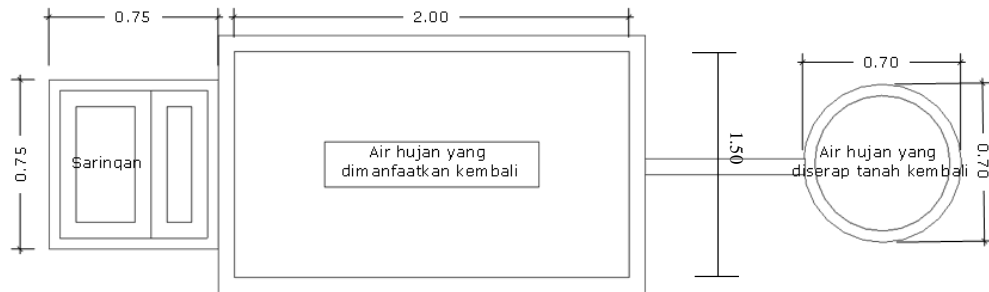 0.75
2.00
0.70
0.75
Saringan
Air hujan yang
dimanfaatkan kembali
1.50
Air hujan yang
diserap tanah kembali
0.70